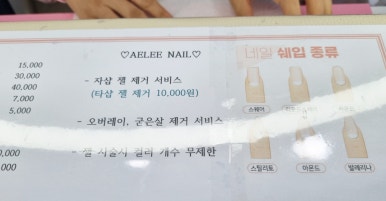 ♡AELEE NAIL♡
15,000
30,000
40,000
7,000
5,000
- 자샵 젤 제거 서비스
(타샵 젤 제거 10,000원)
- 오버레이, 굳은살 제거 서비스
- 젤 시술시 컬러 개수 무제한
네일 쉐입 종류
스퀘어
스틸레토
아몬드
발레리나